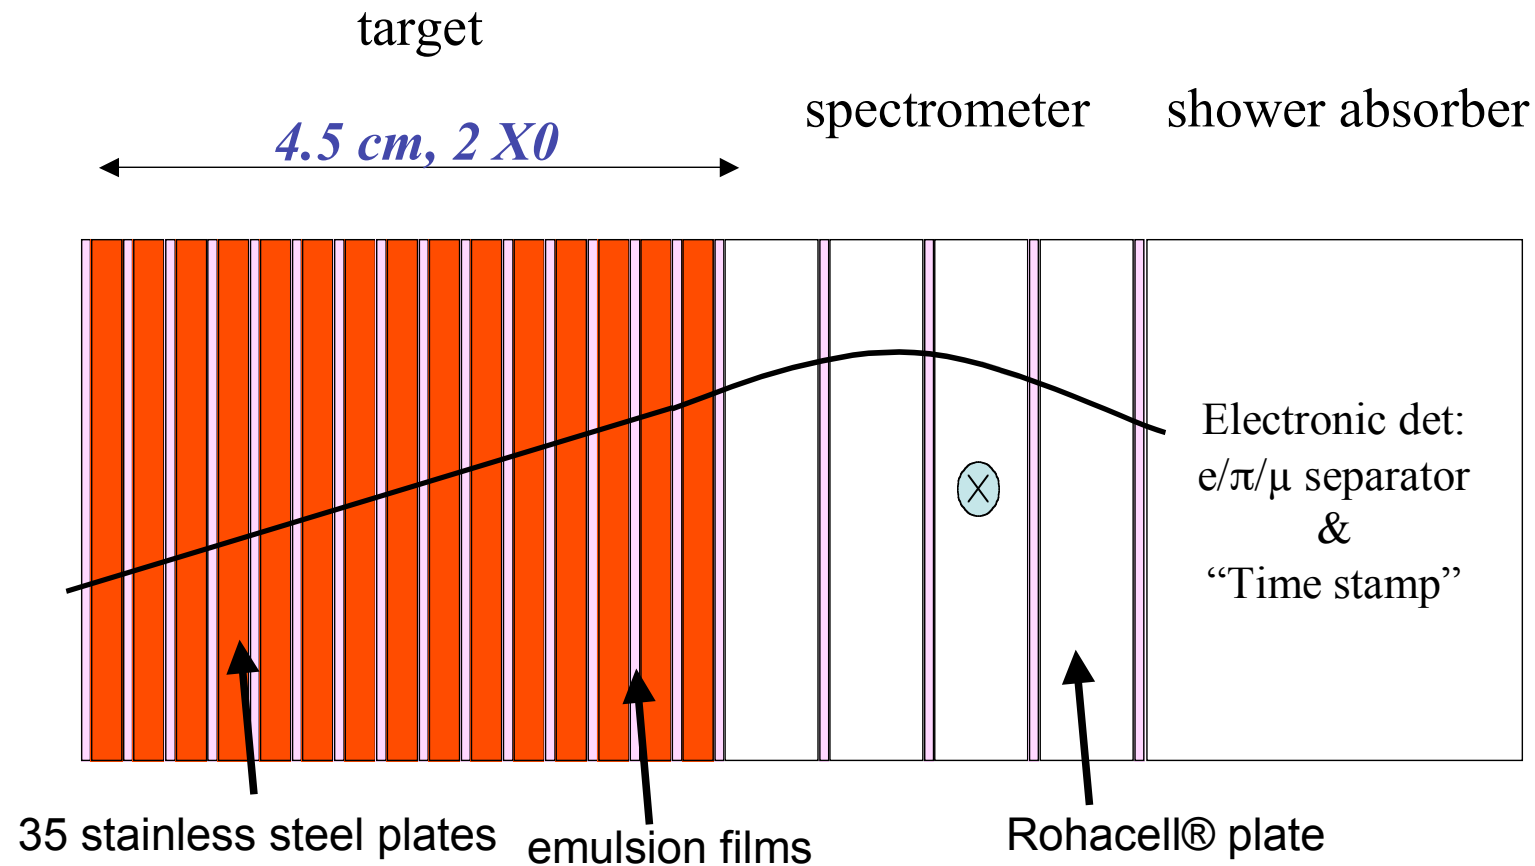 target
4.5 cm, 2 X0
spectrometer
shower absorber
Electronic det:
e/π/μ separator
&
“Time stamp”
35 stainless steel plates
emulsion films
Rohacell® plate